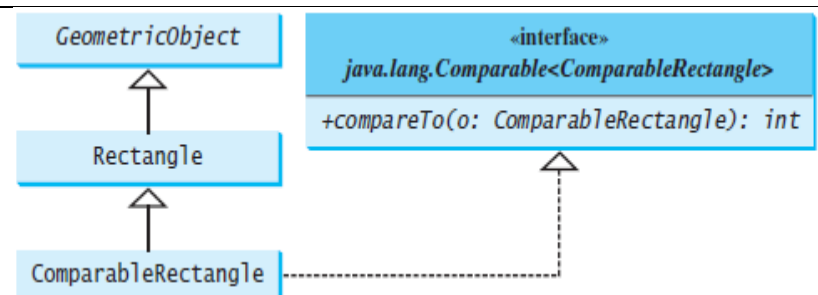 GeometricObject
«interface»
java.lang.Comparable<ComparableRectangle>
+compareTo(o: ComparableRectangle): int
Rectangle
ComparableRectangle